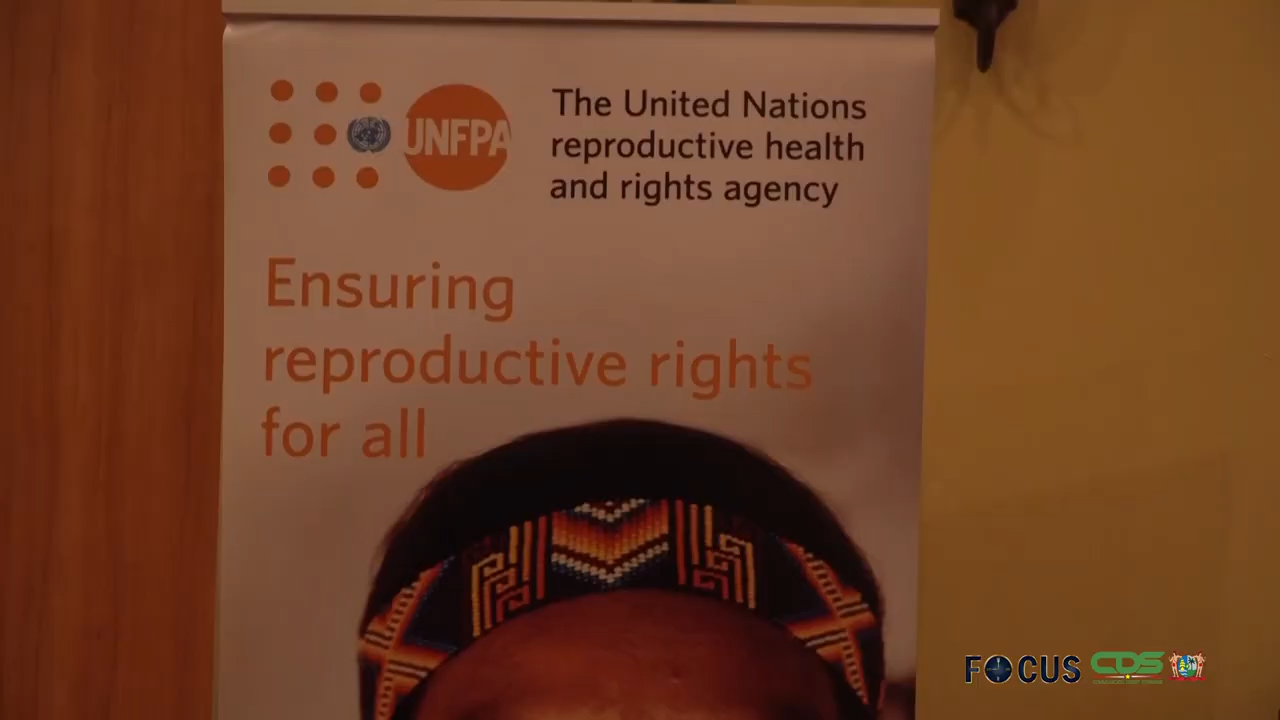 UNFPA
The United Nations
reproductive health
and rights agency
Ensuring
reproductive rights
for all
FOCUS
CDS